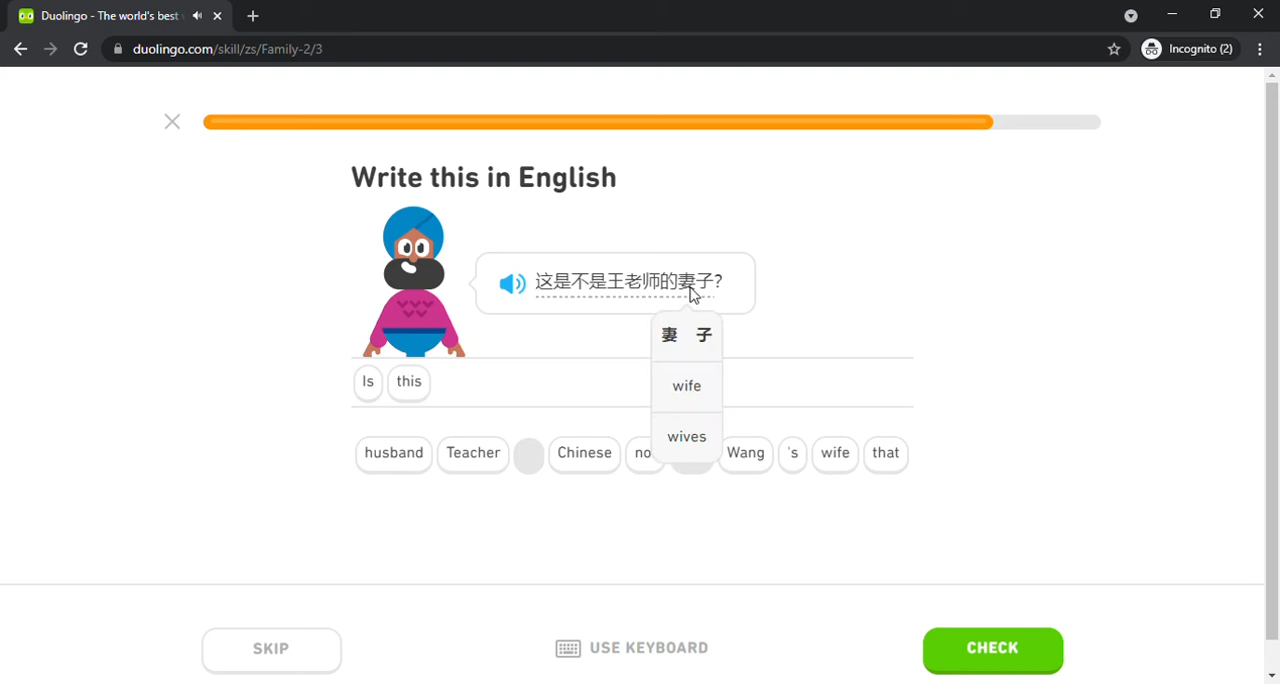 Duolingo - The world's best
duolingo.com/skill/zs/Family-2/3
Incognito (2)
Write this in English
这是不是王老师的妻子?
妻 子
wife
wives
Is this
husband Teacher Chinese no Wang 's wife that
SKIP
USE KEYBOARD
CHECK